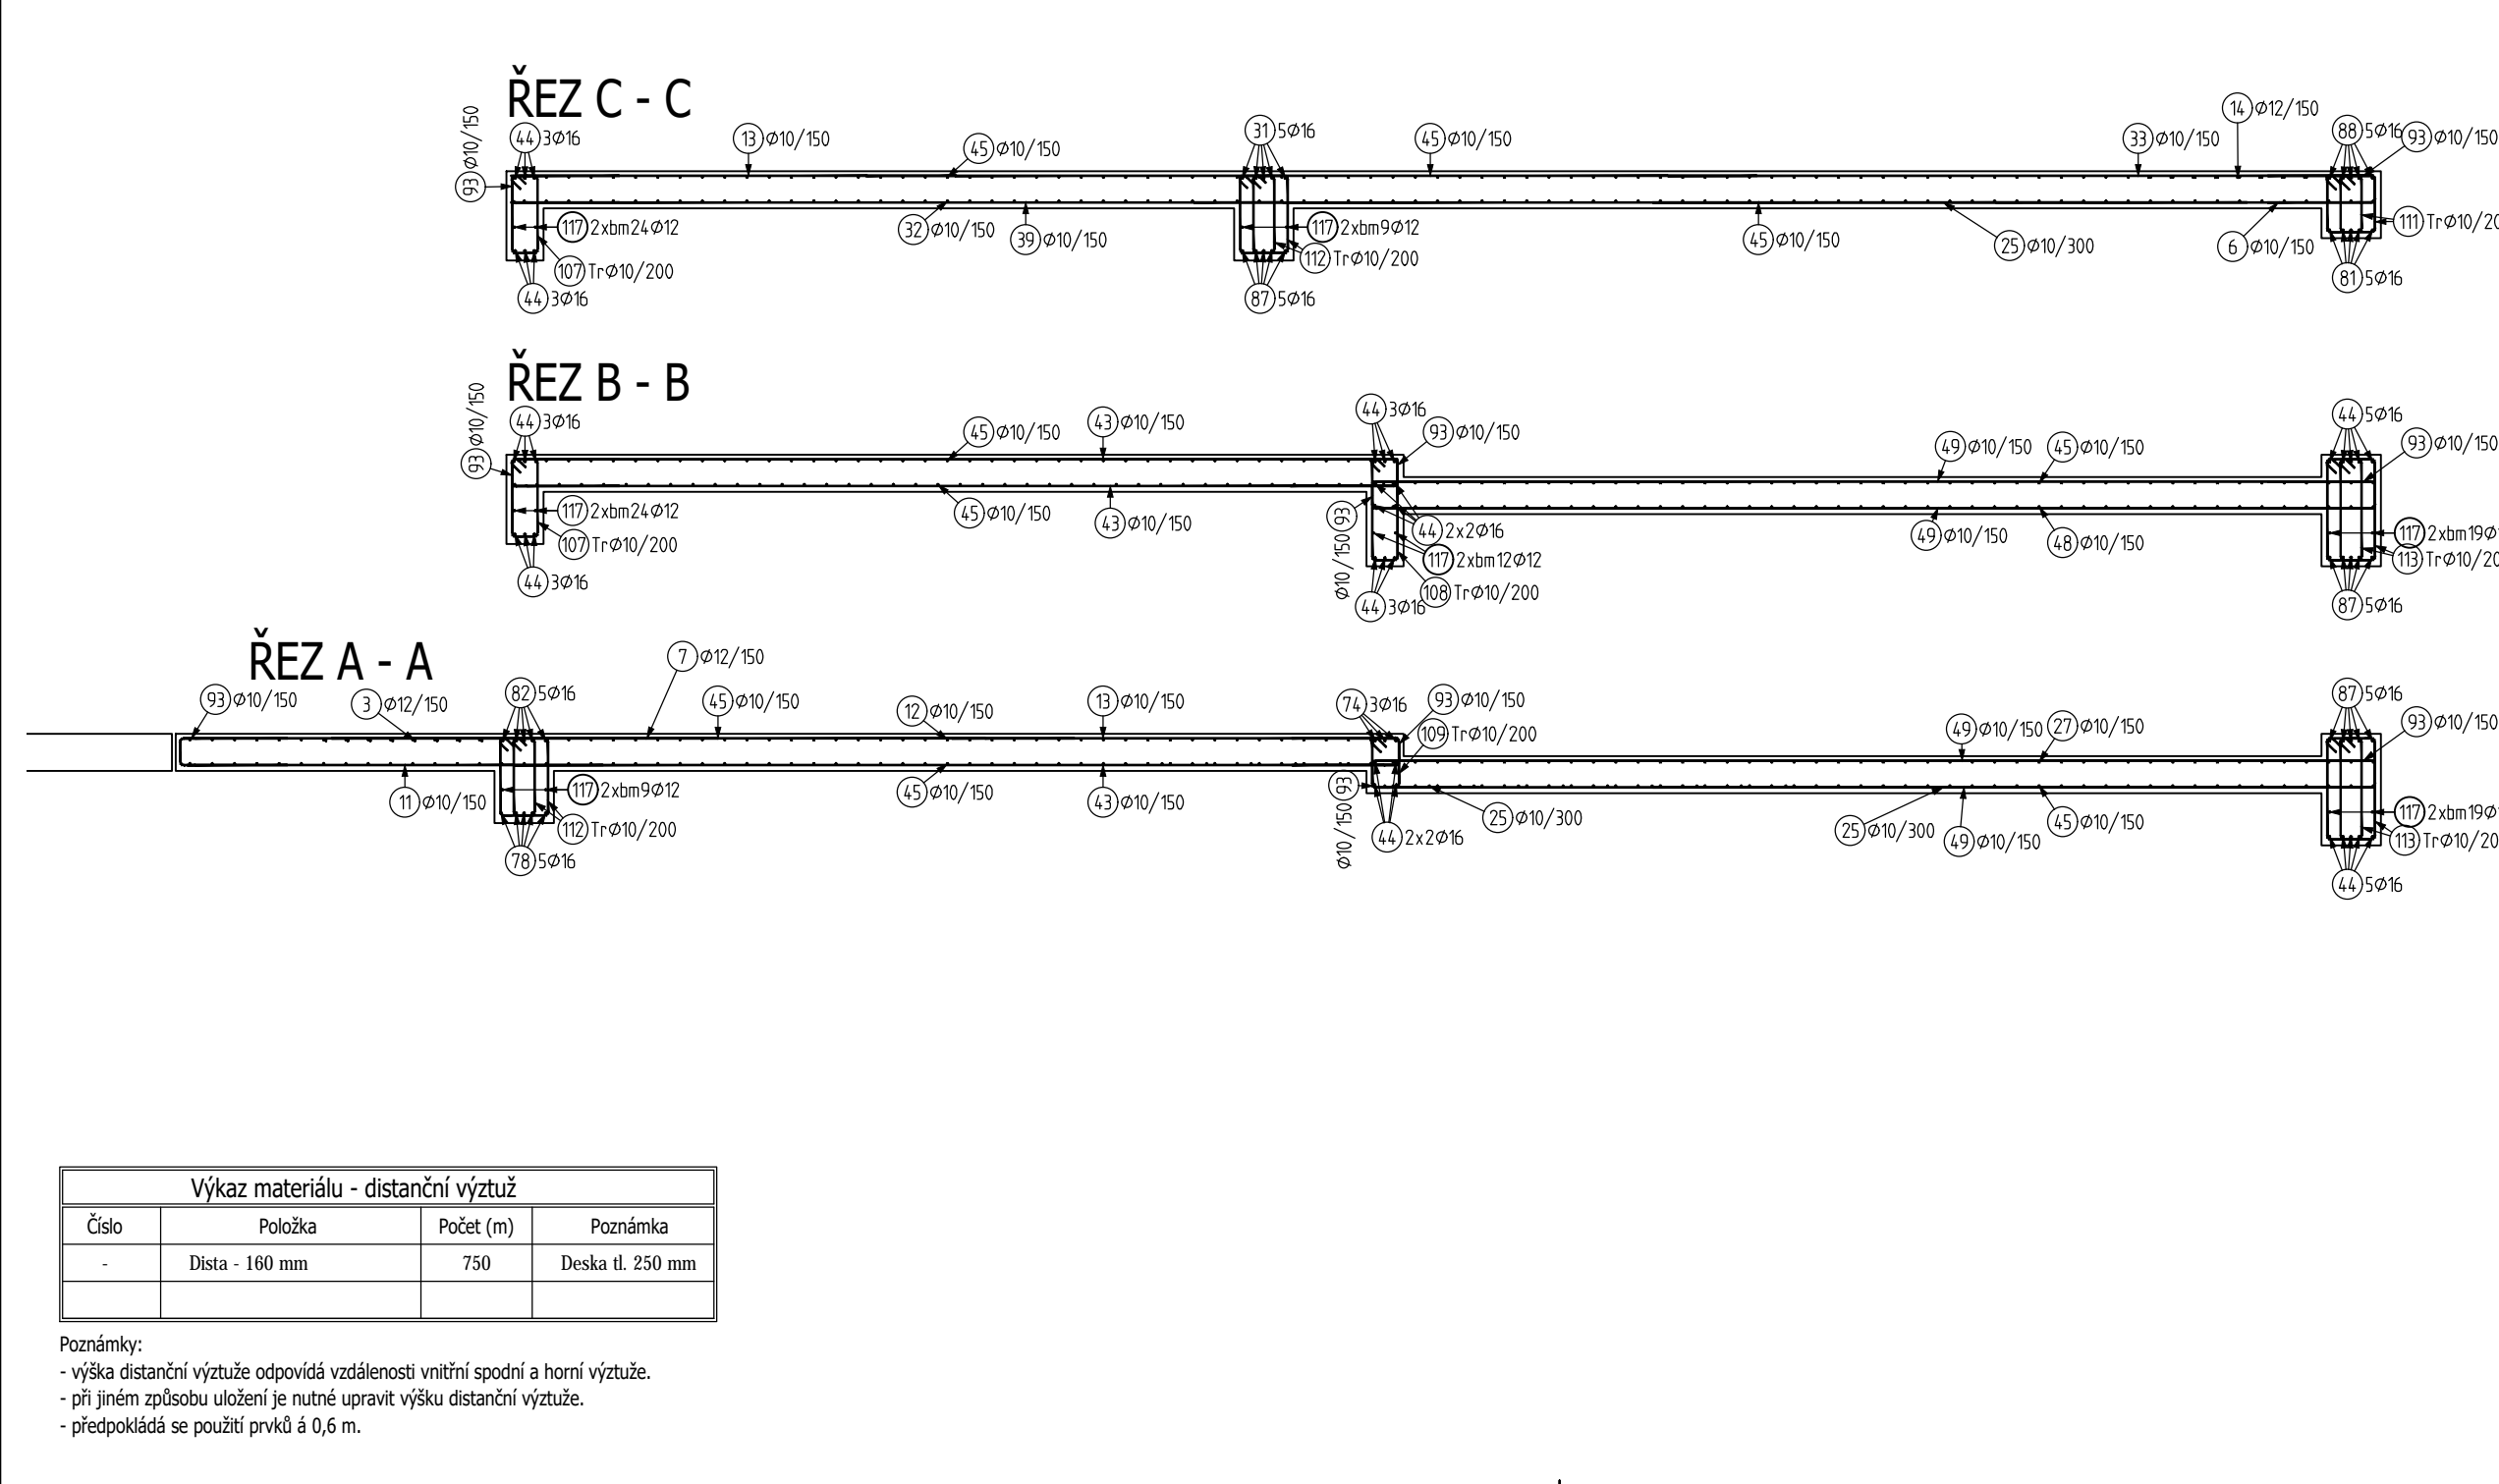 ŘEZ C - C
93 Ø10/150
44 3Ø16
13 Ø10/150
45 Ø10/150
31 5Ø16
45 Ø10/150
33 Ø10/150
14 Ø12/150
88 5Ø16
93 Ø10/150
117 2xbm24Ø12
107 TrØ10/200
44 3Ø16
32 Ø10/150
39 Ø10/150
117 2xbm9Ø12
112 TrØ10/200
87 5Ø16
45 Ø10/150
25 Ø10/300
6 Ø10/150
111 TrØ10/20
81 5Ø16
ŘEZ B - B
93 Ø10/150
44 3Ø16
45 Ø10/150
43 Ø10/150
44 3Ø16
93 Ø10/150
49 Ø10/150
45 Ø10/150
44 5Ø16
93 Ø10/150
117 2xbm24Ø12
107 TrØ10/200
44 3Ø16
45 Ø10/150
43 Ø10/150
Ø10/150 93
44 2x2Ø16
117 2xbm12Ø12
108 TrØ10/200
44 3Ø16
49 Ø10/150
48 Ø10/150
117 2xbm19Ø
113 TrØ10/20
87 5Ø16
ŘEZ A - A
93 Ø10/150
3 Ø12/150
82 5Ø16
7 Ø12/150
45 Ø10/150
12 Ø10/150
13 Ø10/150
74 3Ø16
93 Ø10/150
109 TrØ10/200
49 Ø10/150
27 Ø10/150
87 5Ø16
93 Ø10/150
11 Ø10/150
117 2xbm9Ø12
112 TrØ10/200
78 5Ø16
45 Ø10/150
43 Ø10/150
Ø10/150 93
44 2x2Ø16
25 Ø10/300
25 Ø10/300
49 Ø10/150
45 Ø10/150
117 2xbm19Ø
113 TrØ10/20
44 5Ø16
Výkaz materiálu - distanční výztuž
Číslo Položka Počet (m) Poznámka
- Dista - 160 mm 750 Deska tl. 250 mm
Poznámky:
- výška distanční výztuže odpovídá vzdálenosti vnitřní spodní a horní výztuže.
- při jiném způsobu uložení je nutné upravit výšku distanční výztuže.
- předpokládá se použití prvků á 0,6 m.